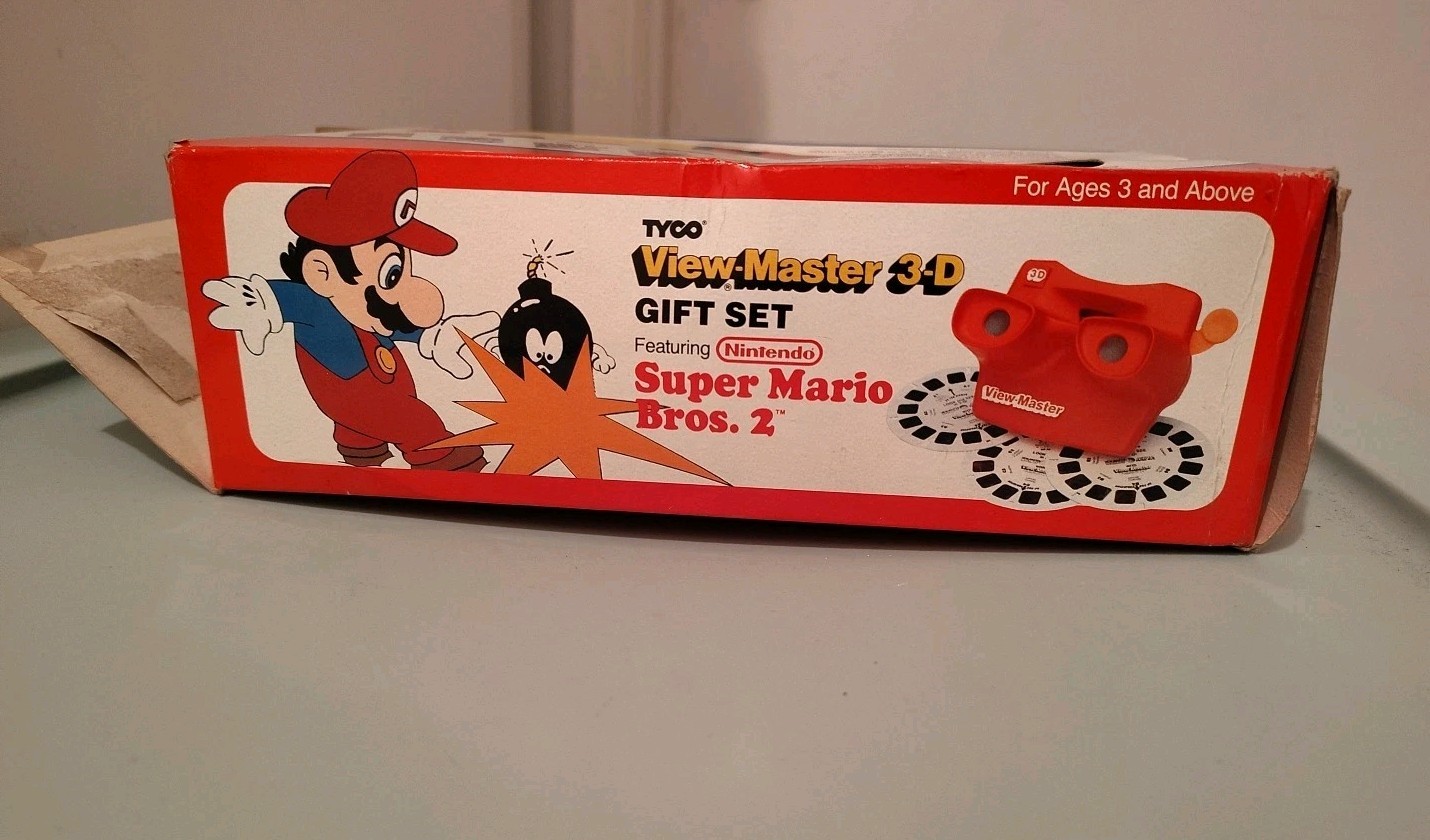 For Ages 3 and Above
TYCO®
View-Master® 3-D
GIFT SET
Featuring Nintendo®
Super Mario
Bros. 2™
3D
View-Master